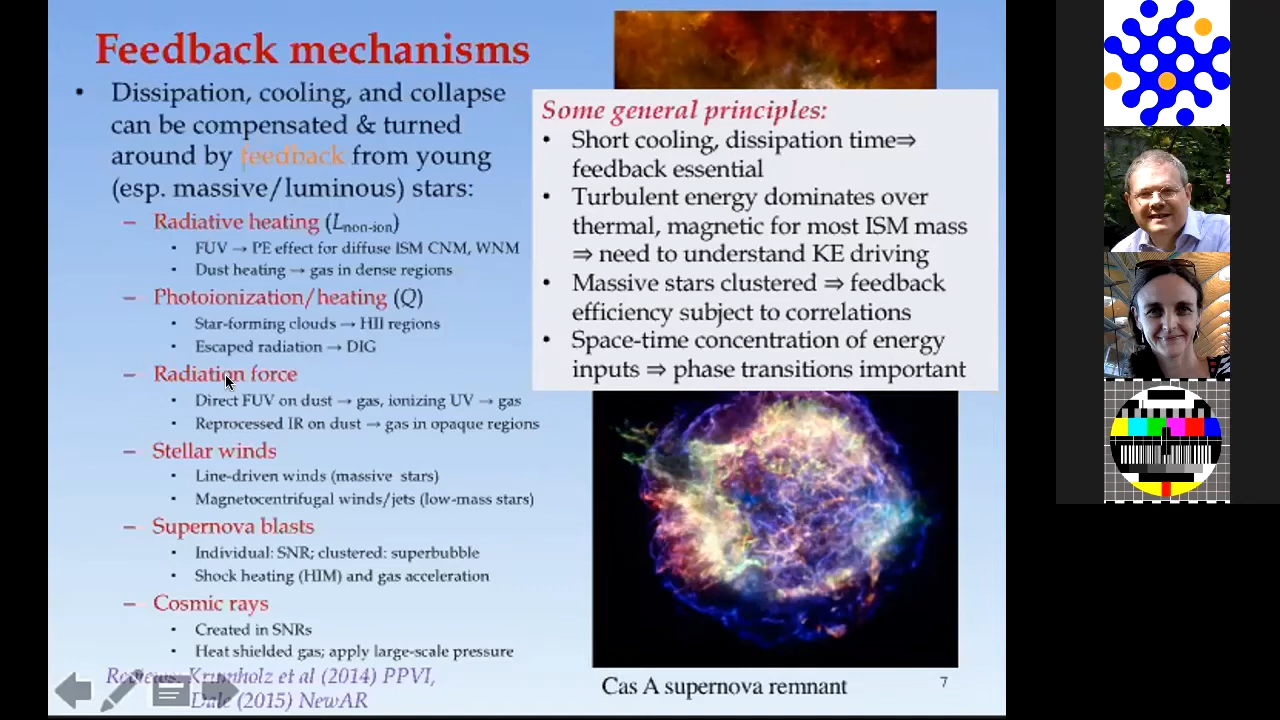 Feedback mechanisms
• Dissipation, cooling, and collapse
can be compensated & turned
around by feedback from young
(esp. massive/luminous) stars:
– Radiative heating (Lnon-ion)
• FUV → PE effect for diffuse ISM CNM, WNM
• Dust heating → gas in dense regions
– Photoionization/heating (Q)
• Star-forming clouds → HII regions
• Escaped radiation → DIG
– Radiation force
• Direct FUV on dust → gas, ionizing UV → gas
• Reprocessed IR on dust → gas in opaque regions
– Stellar winds
• Line-driven winds (massive stars)
• Magnetocentrifugal winds/jets (low-mass stars)
– Supernova blasts
• Individual: SNR; clustered: superbubble
• Shock heating (HIM) and gas acceleration
– Cosmic rays
• Created in SNRs
• Heat shielded gas; apply large-scale pressure
Reviews: Krumholz et al (2014) PPVI,
Dale (2015) NewAR
Some general principles:
• Short cooling, dissipation time⇒
feedback essential
• Turbulent energy dominates over
thermal, magnetic for most ISM mass
⇒ need to understand KE driving
• Massive stars clustered ⇒ feedback
efficiency subject to correlations
• Space-time concentration of energy
inputs ⇒ phase transitions important
Cas A supernova remnant
7